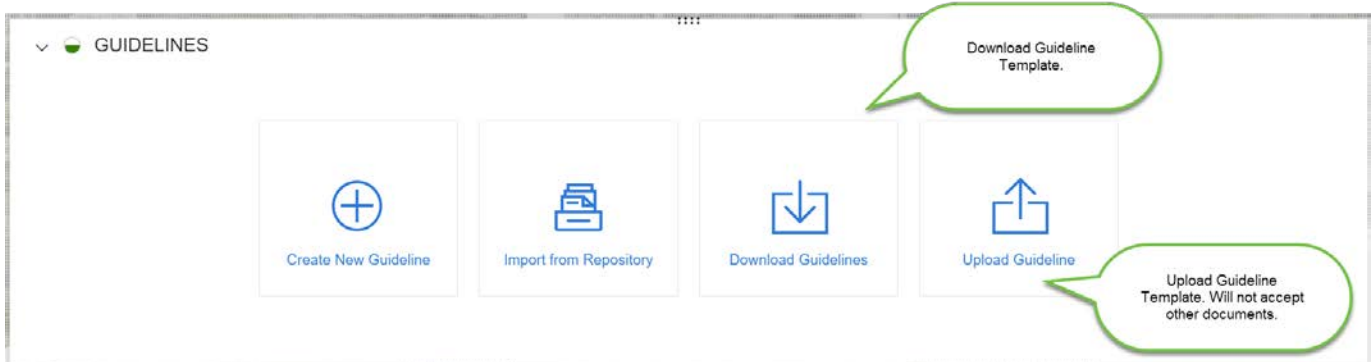 GUIDELINES
Download Guideline
Template.
Create New Guideline
Import from Repository
Download Guidelines
Upload Guideline
Upload Guideline
Template. Will not accept
other documents.